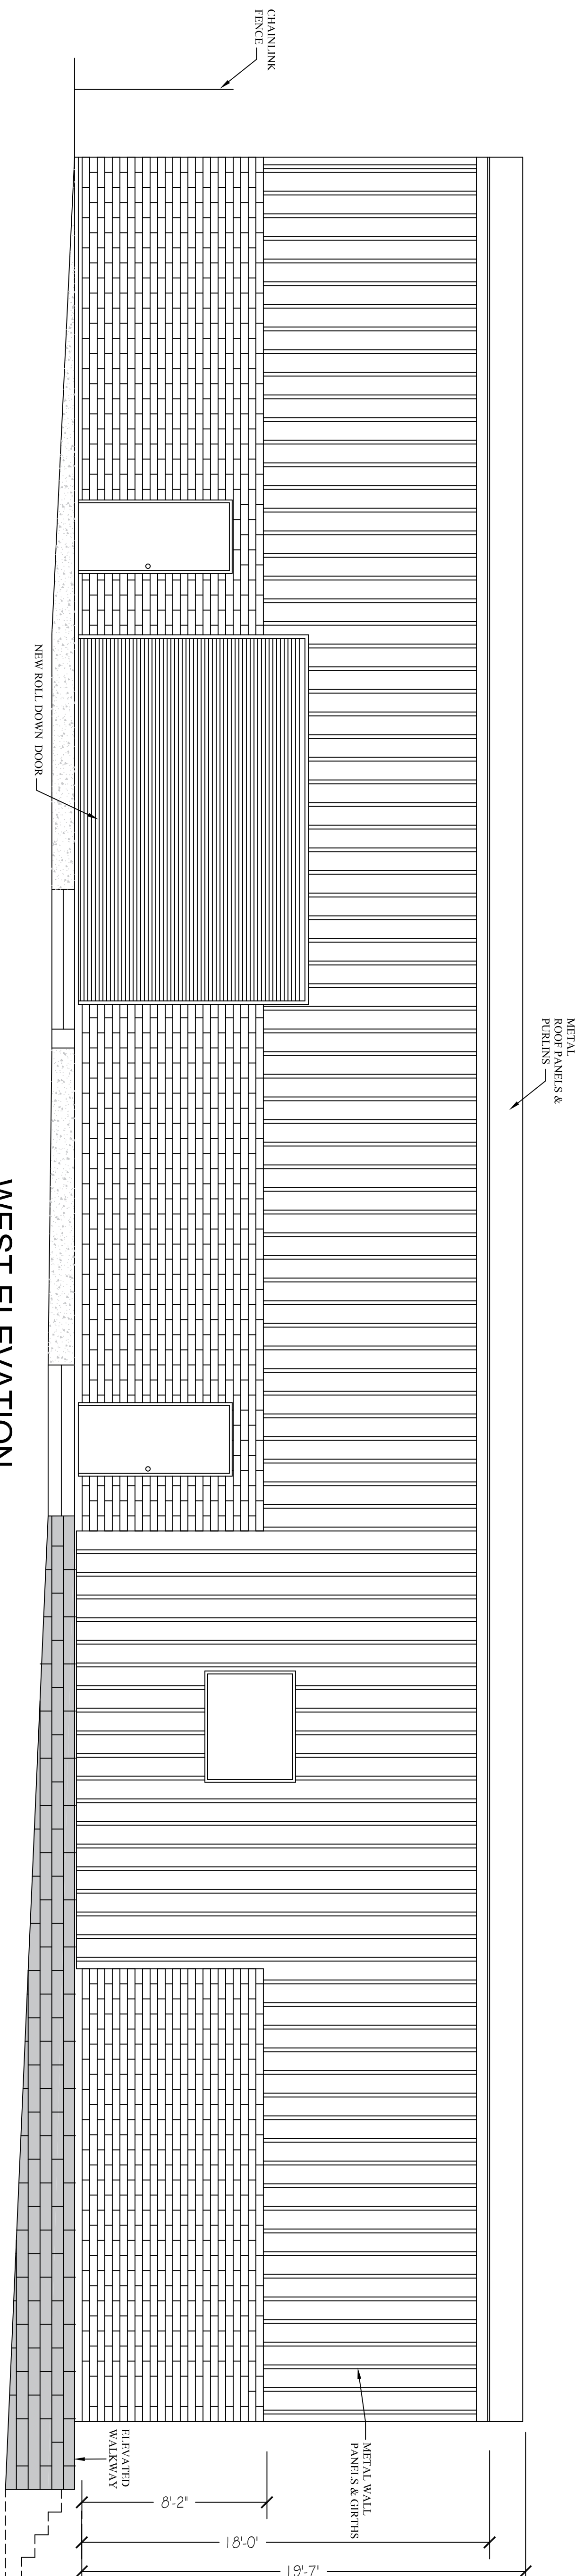 CHAINLINK
FENCE
METAL
ROOF PANELS &
PURLINS
NEW ROLL DOWN DOOR
METAL WALL
PANELS & GIRTHS
ELEVATED
WALKWAY
8'-2"
18'-0"
19'-7"
WEST ELEVATION